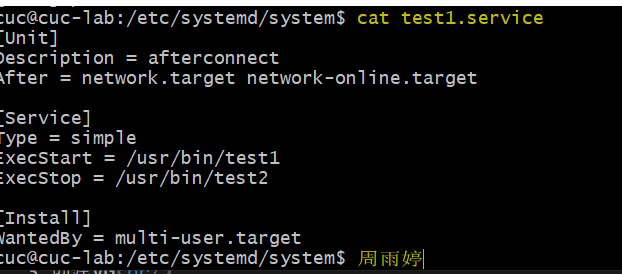 cuc@cuc-lab:/etc/systemd/system$ cat test1.service
[Unit]
Description = afterconnect
After = network.target network-online.target
[Service]
Type = simple
ExecStart = /usr/bin/test1
ExecStop = /usr/bin/test2
[Install]
WantedBy = multi-user.target
cuc@cuc-lab:/etc/systemd/system$ 周雨婷